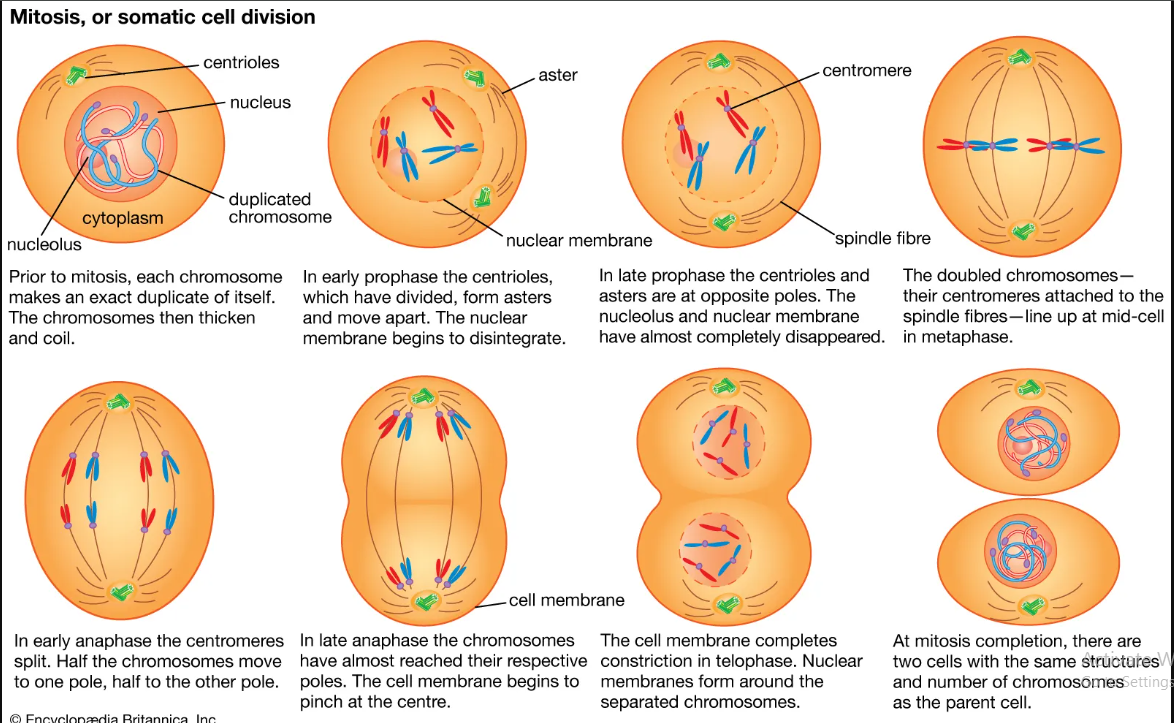 Mitosis, or somatic cell division
centrioles
nucleus
duplicated
chromosome
cytoplasm
nucleolus
aster
nuclear membrane
centromere
spindle fibre
Prior to mitosis, each chromosome
makes an exact duplicate of itself.
The chromosomes then thicken
and coil.
In early prophase the centrioles,
which have divided, form asters
and move apart. The nuclear
membrane begins to disintegrate.
In late prophase the centrioles and
asters are at opposite poles. The
nucleolus and nuclear membrane
have almost completely disappeared.
The doubled chromosomes—
their centromeres attached to the
spindle fibres—line up at mid-cell
in metaphase.
cell membrane
In early anaphase the centromeres
split. Half the chromosomes move
to one pole, half to the other pole.
In late anaphase the chromosomes
have almost reached their respective
poles. The cell membrane begins to
pinch at the centre.
The cell membrane completes
constriction in telophase. Nuclear
membranes form around the
separated chromosomes.
At mitosis completion, there are
two cells with the same structures
and number of chromosomes
as the parent cell.
Activate W
Settings
© Encyclopædia Britannica, Inc.